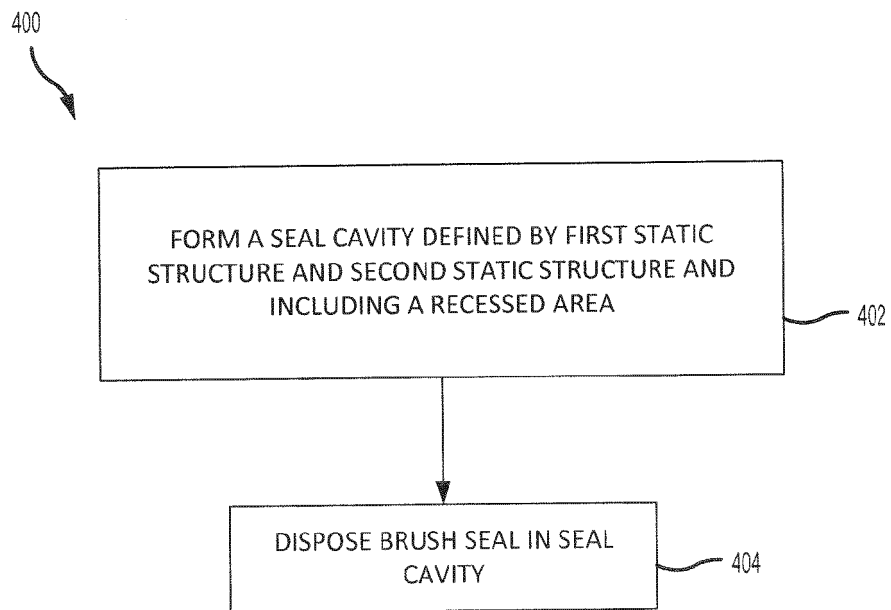 400
FORM A SEAL CAVITY DEFINED BY FIRST STATIC
STRUCTURE AND SECOND STATIC STRUCTURE AND
INCLUDING A RECESSED AREA
402
DISPOSE BRUSH SEAL IN SEAL
CAVITY
404